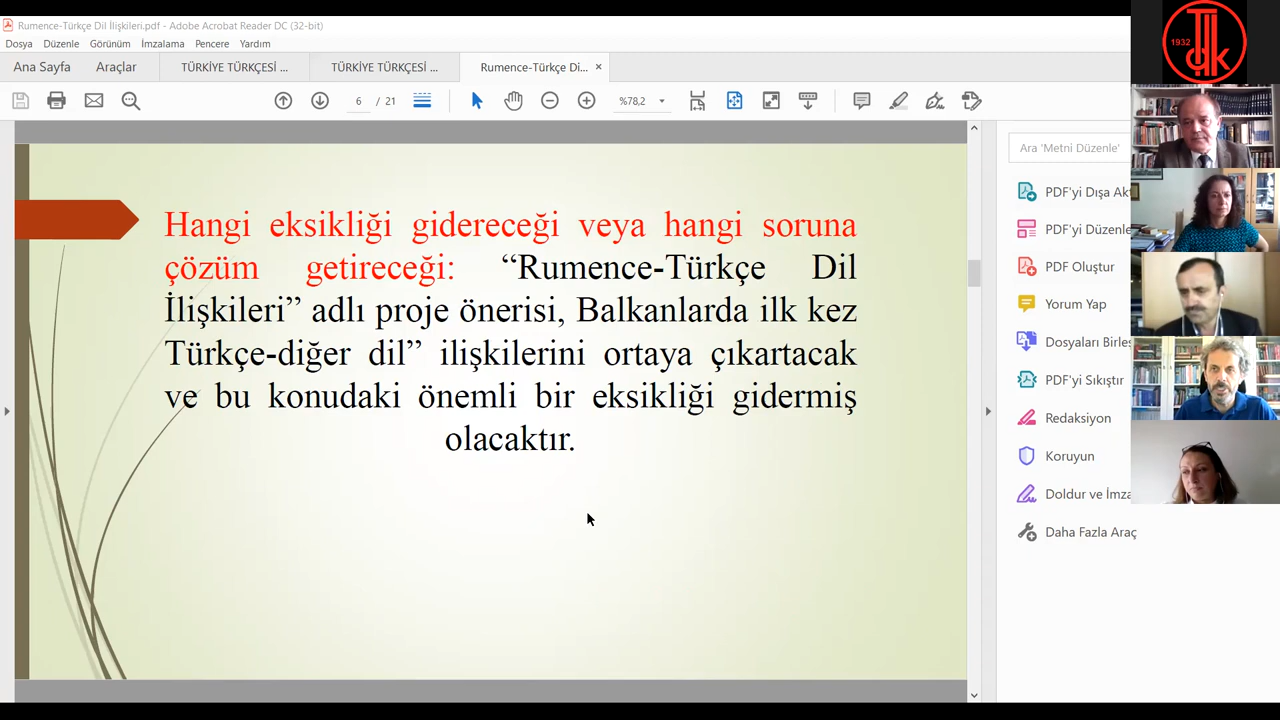 Rumence-Türkçe Dil İlişkileri.pdf - Adobe Acrobat Reader DC (32-bit)
Dosya Düzenle Görünüm İmzalama Pencere Yardım
Ana Sayfa Araçlar TÜRKİYE TÜRKÇESİ ... TÜRKİYE TÜRKÇESİ ... Rumence-Türkçe Di... ×
6 / 21 %78,2
Hangi eksikliği gidereceği veya hangi soruna
çözüm getireceği: “Rumence-Türkçe Dil
İlişkileri” adlı proje önerisi, Balkanlarda ilk kez
Türkçe-diğer dil” ilişkilerini ortaya çıkartacak
ve bu konudaki önemli bir eksikliği gidermiş
olacaktır.
Ara 'Metni Düzenle'
PDF'yi Dışa Akt
PDF'yi Düzenle
PDF Oluştur
Yorum Yap
Dosyaları Birleş
PDF'yi Sıkıştır
Redaksiyon
Koruyun
Doldur ve İmza
Daha Fazla Araç
1932
TDK